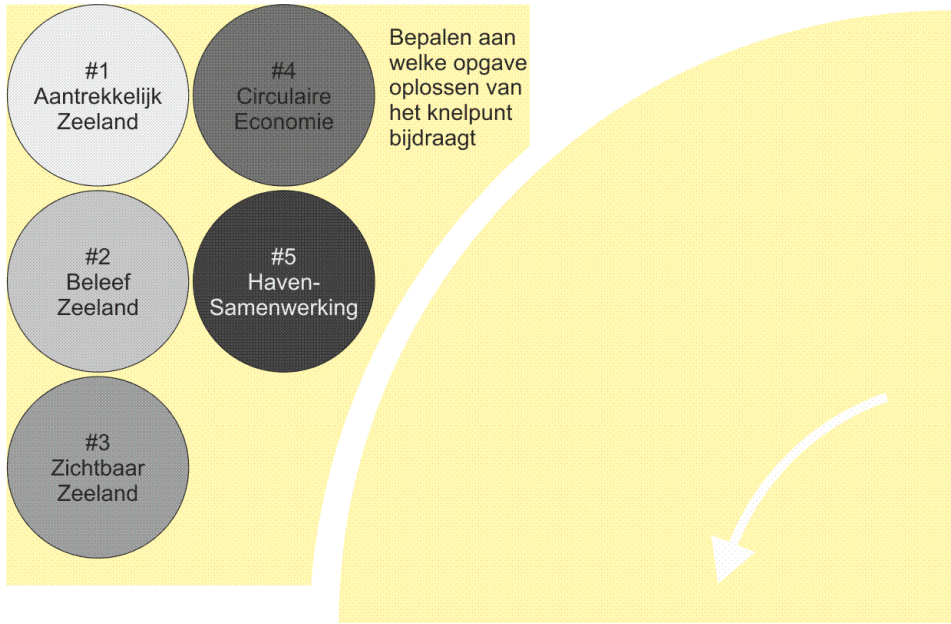 #1
Aantrekkelijk
Zeeland
#4
Circulaire
Economie
Bepalen aan
welke opgave
oplossen van
het knelpunt
bijdraagt
#2
Beleef
Zeeland
#5
Haven-
Samenwerking
#3
Zichtbaar
Zeeland